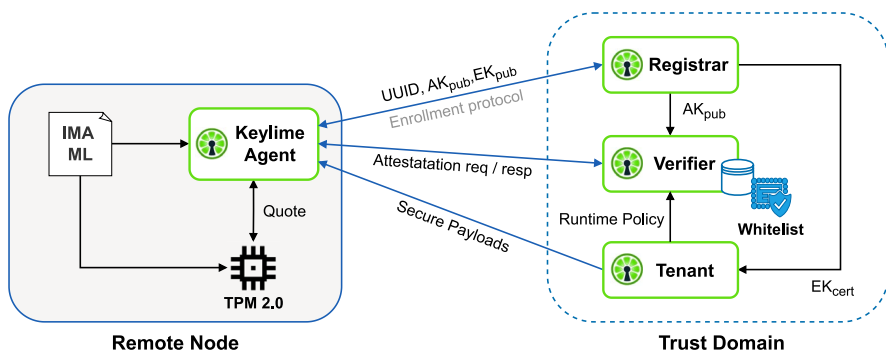 UUID, AKpub,EKpub
Enrollment protocol
Registrar
AKpub
IMA
ML
Keylime
Agent
Attestatation req / resp
Verifier
Quote
Secure Payloads
Runtime Policy
Whitelist
TPM 2.0
Tenant
EKcert
Remote Node
Trust Domain